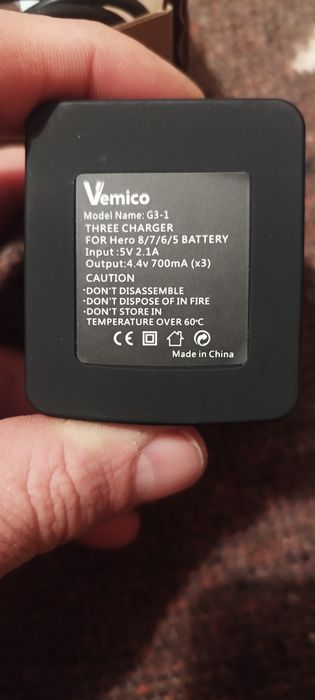 Vemico
Model Name: G3-1
THREE CHARGER
FOR Hero 8/7/6/5 BATTERY
Input :5V 2.1A
Output:4.4v 700mA (x3)
CAUTION
·DON'T DISASSEMBLE
·DON'T DISPOSE OF IN FIRE
·DON'T STORE IN
TEMPERATURE OVER 60°C
CE
Made in China